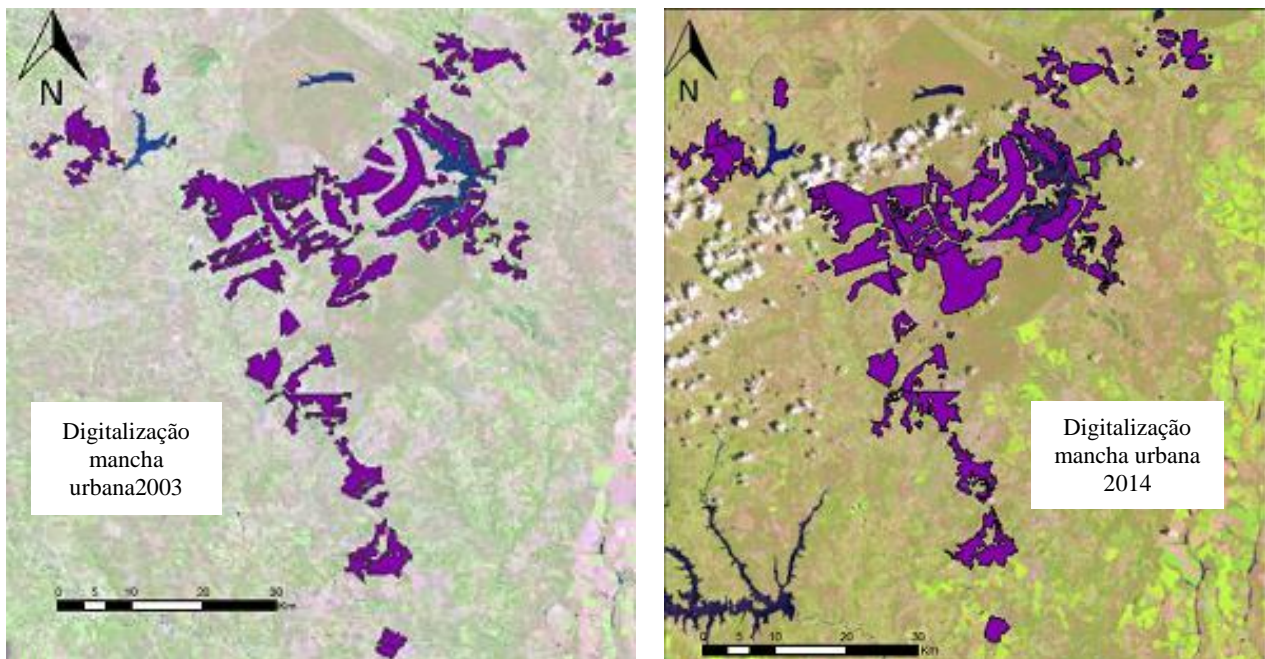 N
Digitalização
mancha
urbana2003
0 5 10 20 30
Km
N
Digitalização
mancha urbana
2014
0 5 10 20 30
Km